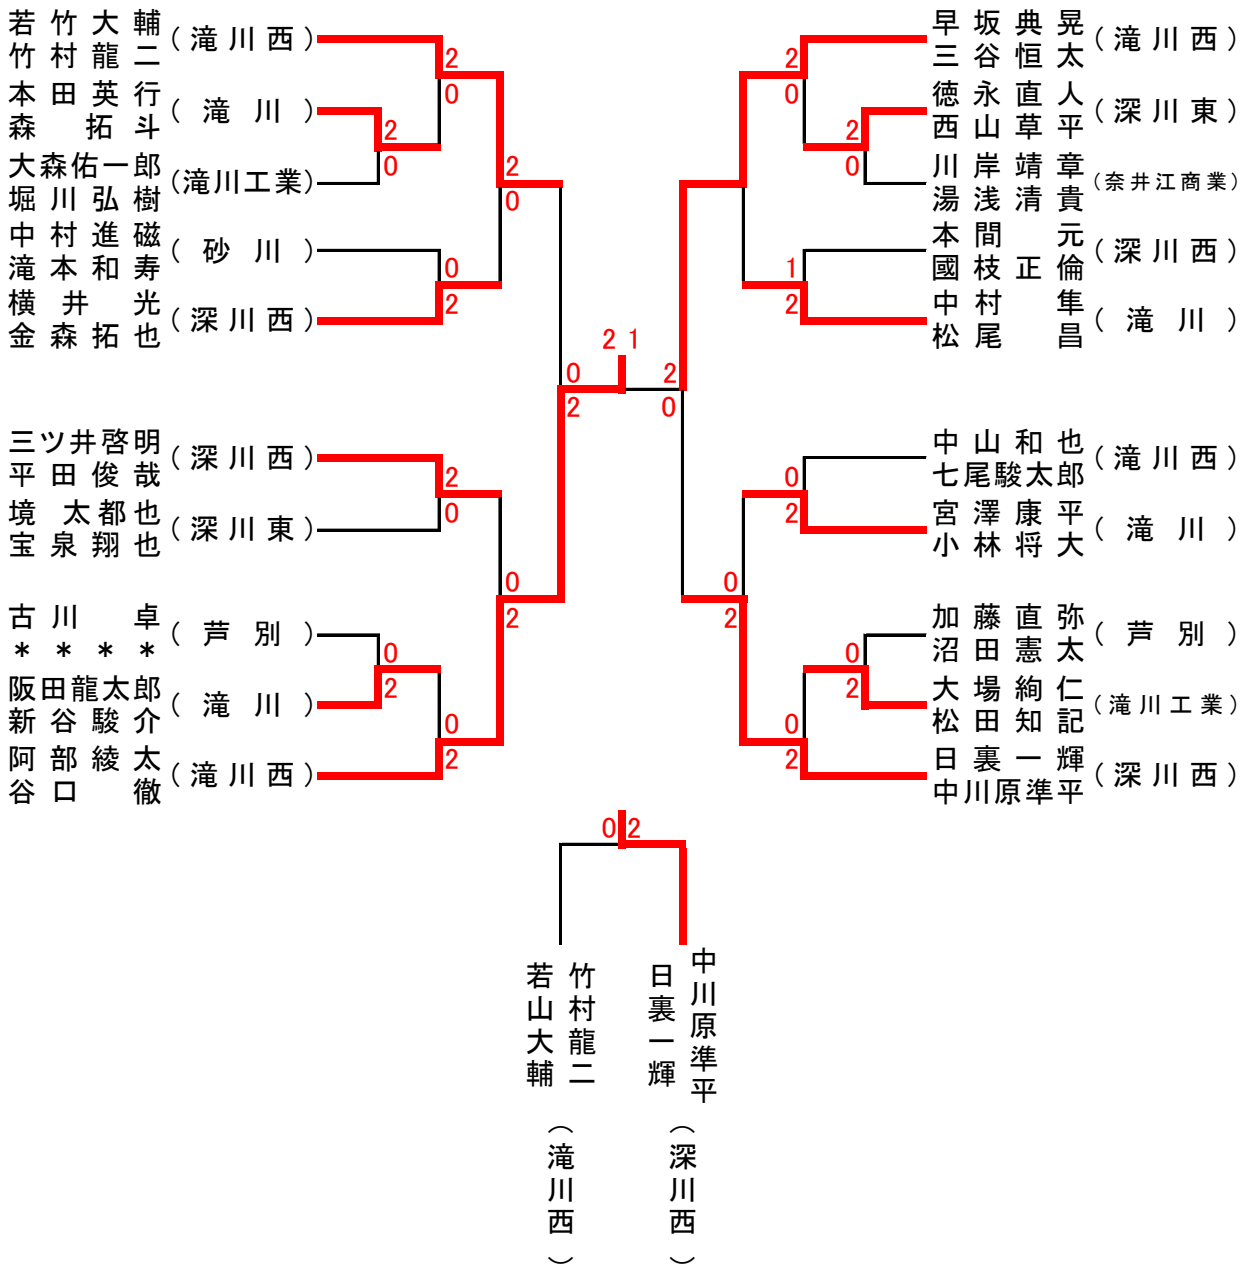 若竹大輔
竹村龍二
(滝川西)
本田英行
森　拓斗
(滝川)
大森佑一郎
堀川弘樹
(滝川工業)
中村進磁
滝本和寿
(砂川)
横井　光
金森拓也
(深川西)
三ツ井啓明
平田俊哉
(深川西)
境　太都也
宝泉翔也
(深川東)
古川　卓
＊＊＊＊
(芦別)
阪田龍太郎
新谷駿介
(滝川)
阿部綾太
谷口　徹
(滝川西)
2
0
2
0
2
0
0
2
0
2
2
0
0
2
0
2
0
2
2 1
2
0
2
0
2
0
1
2
0
2
0
2
0
2
0
2
早坂典晃
三谷恒太
(滝川西)
徳永直人
西山草平
(深川東)
川岸靖章
湯浅清貴
(奈井江商業)
本間　元
國枝正倫
(深川西)
中村　隼
松尾　昌
(滝川)
中山和也
七尾駿太郎
(滝川西)
宮澤康平
小林将大
(滝川)
加藤直弥
沼田憲太
(芦別)
大場絢仁
松田知記
(滝川工業)
日裏一輝
中川原準平
(深川西)
0 2
竹村龍二
若山大輔
(滝川西)
中川原準平
日裏一輝
(深川西)